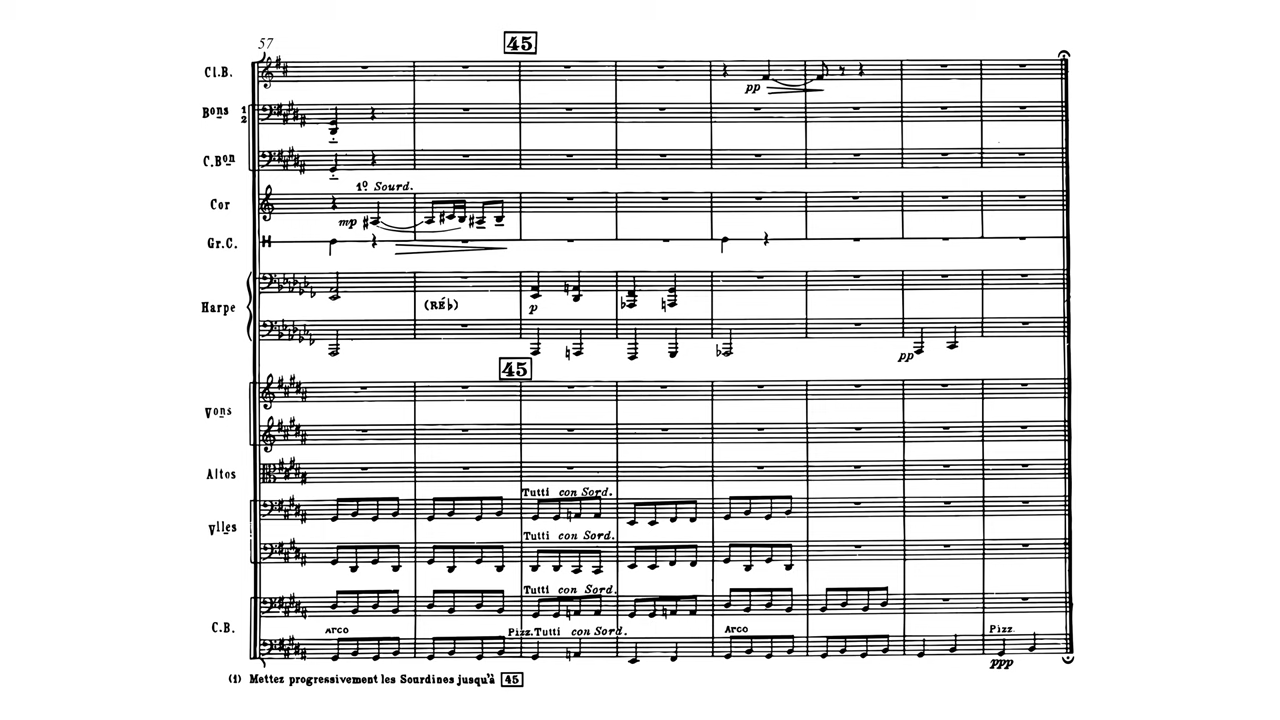 57
45
Cl.B.
pp
Bons 1 2
C.Bon
1º Sourd.
Cor
mp
Gr.C.
Harpe
(RÉ♭)
p
pp
45
Vons
Altos
Tutti con Sord.
Vlles
Tutti con Sord.
Tutti con Sord.
C.B.
Arco
Pizz. Tutti con Sord.
Arco
Pizz.
ppp
(1) Mettez progressivement les Sourdines jusqu'à 45